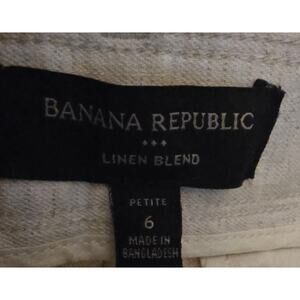 BANANA REPUBLIC
LINEN BLEND
PETITE
6
MADE IN
BANGLADESH